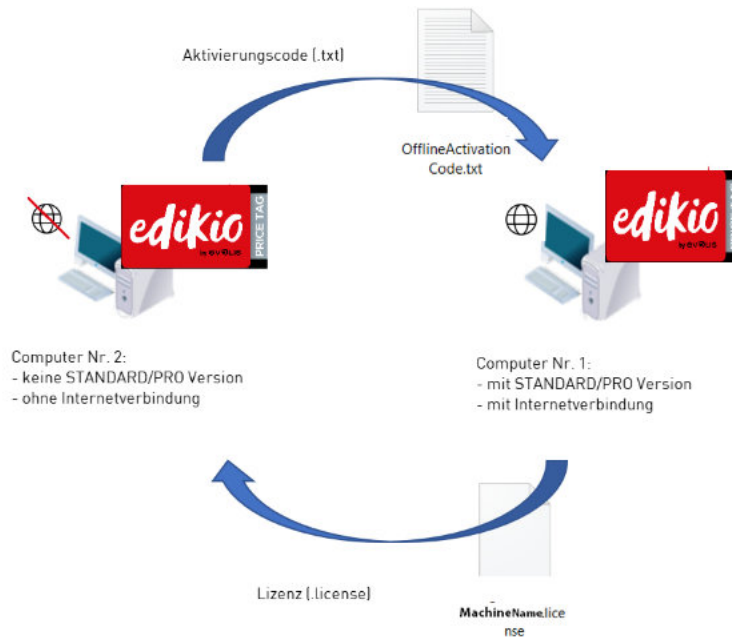 Aktivierungscode (.txt)
OfflineActivation
Code.txt
edikio
by evolis
PRICE TAG
edikio
by evolis
Computer Nr. 2:
- keine STANDARD/PRO Version
- ohne Internetverbindung
Computer Nr. 1:
- mit STANDARD/PRO Version
- mit Internetverbindung
Lizenz (.license)
MachineName.lice
nse